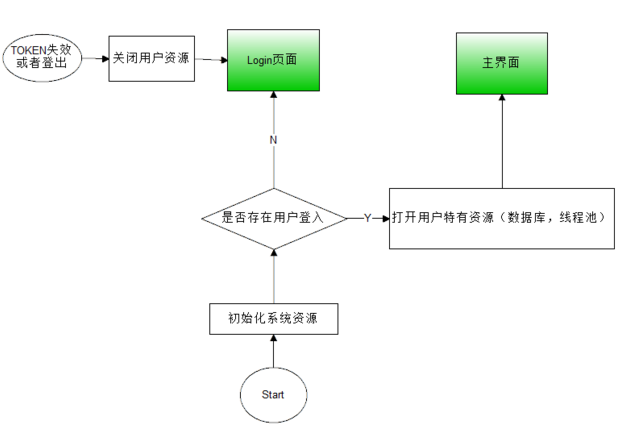 TOKEN失效
或者登出
关闭用户资源
Login页面
主界面
N
是否存在用户登入
Y
打开用户特有资源（数据库，线程池）
初始化系统资源
Start